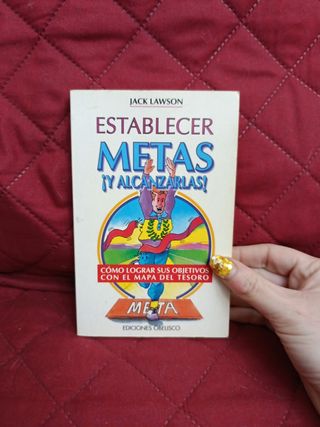 JACK LAWSON
ESTABLECER
METAS
¡Y ALCANZARLAS!
CÓMO LOGRAR SUS OBJETIVOS
CON EL MAPA DEL TESORO
META
EDICIONES OBELISCO